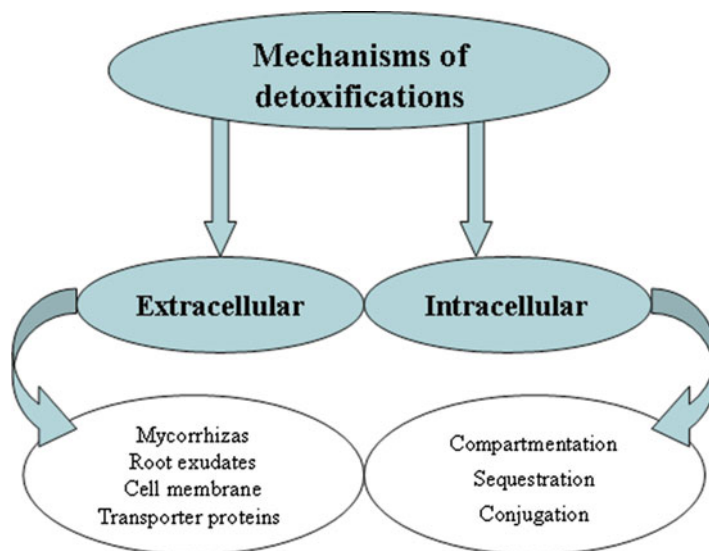 Mechanisms of
detoxifications
Extracellular
Intracellular
Mycorrhizas
Root exudates
Cell membrane
Transporter proteins
Compartmentation
Sequestration
Conjugation